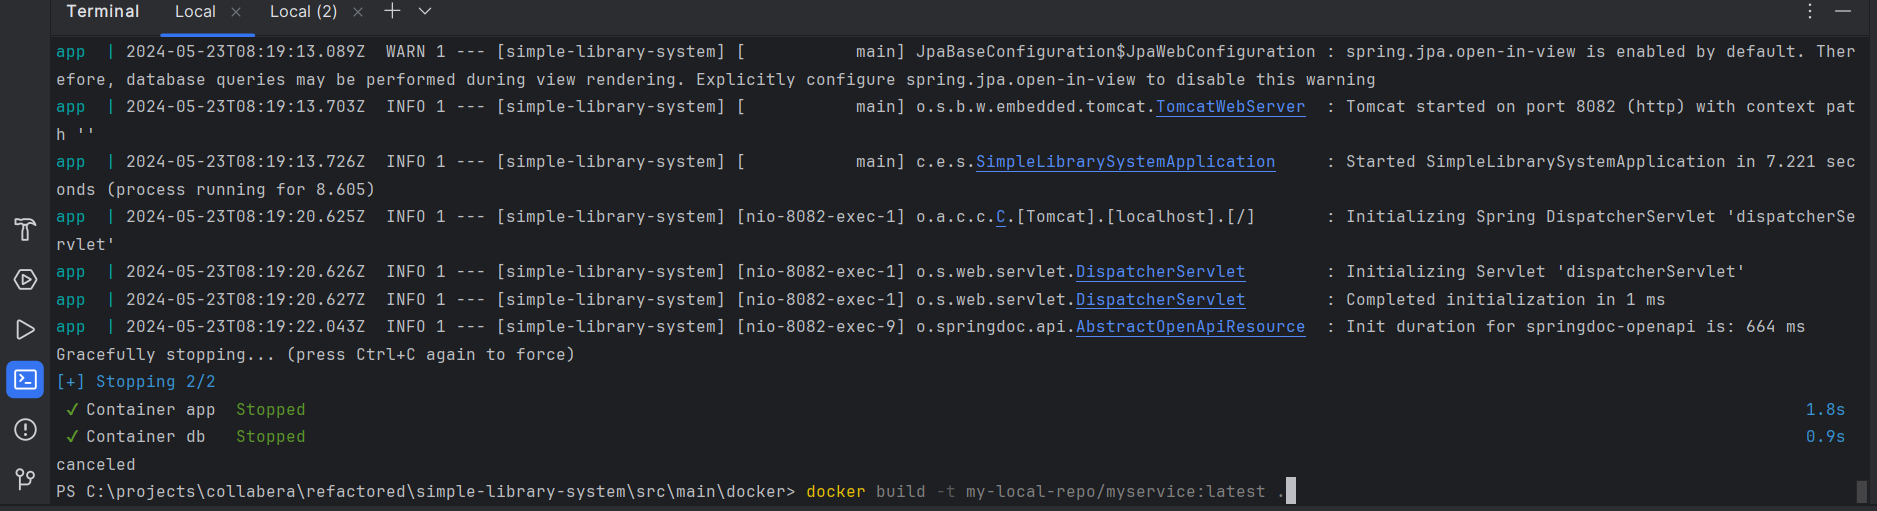 Terminal Local × Local (2) ×
app | 2024-05-23T08:19:13.089Z WARN 1 --- [simple-library-system] [ main] JpaBaseConfiguration$JpaWebConfiguration : spring.jpa.open-in-view is enabled by default. Ther
efore, database queries may be performed during view rendering. Explicitly configure spring.jpa.open-in-view to disable this warning
app | 2024-05-23T08:19:13.703Z INFO 1 --- [simple-library-system] [ main] o.s.b.w.embedded.tomcat.TomcatWebServer : Tomcat started on port 8082 (http) with context pat
h ''
app | 2024-05-23T08:19:13.726Z INFO 1 --- [simple-library-system] [ main] c.e.s.SimpleLibrarySystemApplication : Started SimpleLibrarySystemApplication in 7.221 sec
onds (process running for 8.605)
app | 2024-05-23T08:19:20.625Z INFO 1 --- [simple-library-system] [nio-8082-exec-1] o.a.c.c.C.[Tomcat].[localhost].[/] : Initializing Spring DispatcherServlet 'dispatcherSe
rvlet'
app | 2024-05-23T08:19:20.626Z INFO 1 --- [simple-library-system] [nio-8082-exec-1] o.s.web.servlet.DispatcherServlet : Initializing Servlet 'dispatcherServlet'
app | 2024-05-23T08:19:20.627Z INFO 1 --- [simple-library-system] [nio-8082-exec-1] o.s.web.servlet.DispatcherServlet : Completed initialization in 1 ms
app | 2024-05-23T08:19:22.043Z INFO 1 --- [simple-library-system] [nio-8082-exec-9] o.springdoc.api.AbstractOpenApiResource : Init duration for springdoc-openapi is: 664 ms
Gracefully stopping... (press Ctrl+C again to force)
[+] Stopping 2/2
✓ Container app Stopped 1.8s
✓ Container db Stopped 0.9s
canceled
PS C:\projects\collabera\refactored\simple-library-system\src\main\docker> docker build -t my-local-repo/myservice:latest .